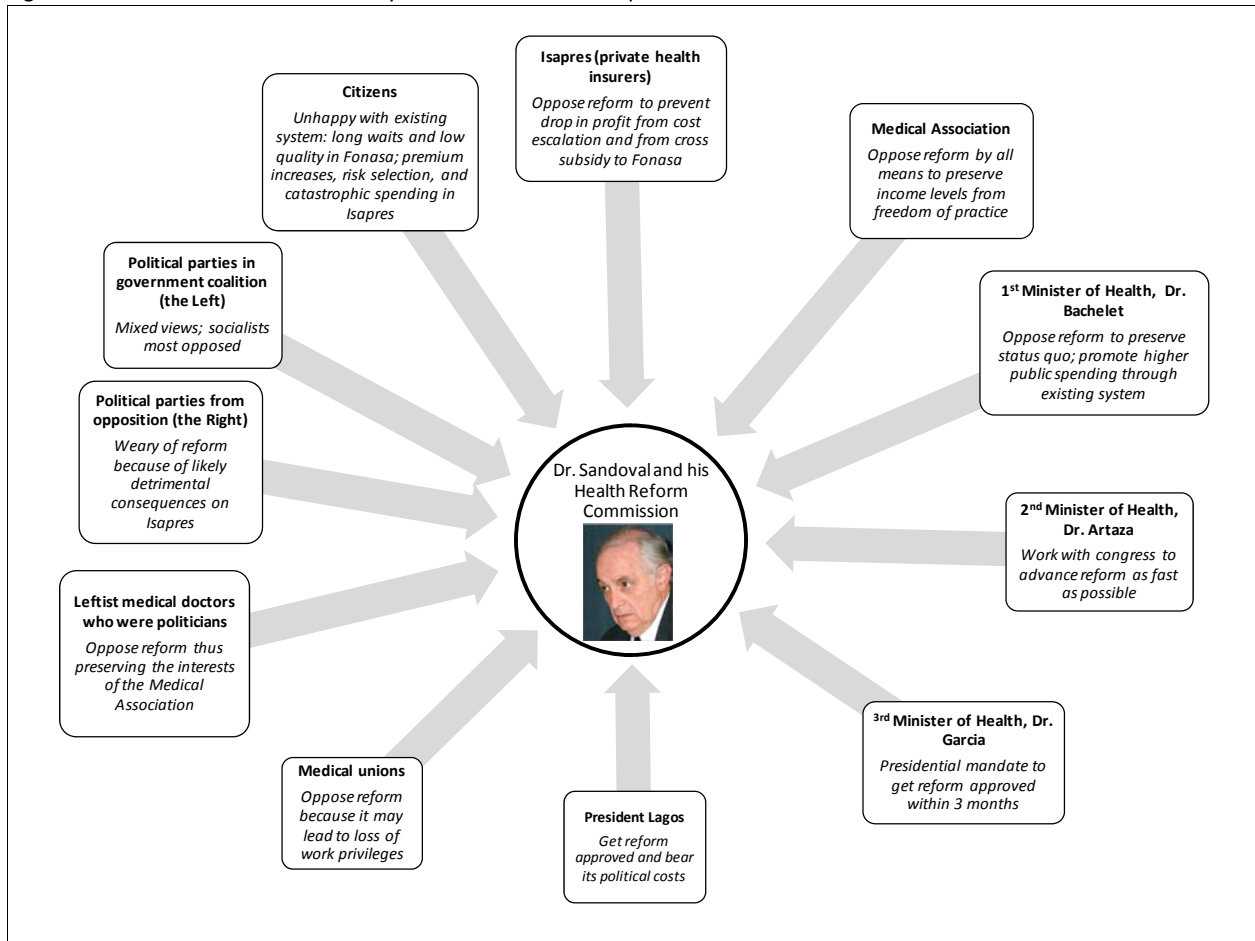 Isapres (private health
insurers)
Oppose reform to prevent
drop in profit from cost
escalation and from cross
subsidy to Fonasa
Citizens
Unhappy with existing
system: long waits and low
quality in Fonasa; premium
increases, risk selection, and
catastrophic spending in
Isapres
Medical Association
Oppose reform by all
means to preserve
income levels from
freedom of practice
Political parties in
government coalition
(the Left)
Mixed views; socialists
most opposed
1st Minister of Health, Dr.
Bachelet
Oppose reform to preserve
status quo; promote higher
public spending through
existing system
Political parties from
opposition (the Right)
Weary of reform
because of likely
detrimental
consequences on
Isapres
Dr. Sandoval and his
Health Reform
Commission
2nd Minister of Health,
Dr. Artaza
Work with congress to
advance reform as fast
as possible
Leftist medical doctors
who were politicians
Oppose reform thus
preserving the interests
of the Medical
Association
3rd Minister of Health, Dr.
Garcia
Presidential mandate to
get reform approved
within 3 months
Medical unions
Oppose reform
because it may
lead to loss of
work privileges
President Lagos
Get reform
approved and bear
its political costs